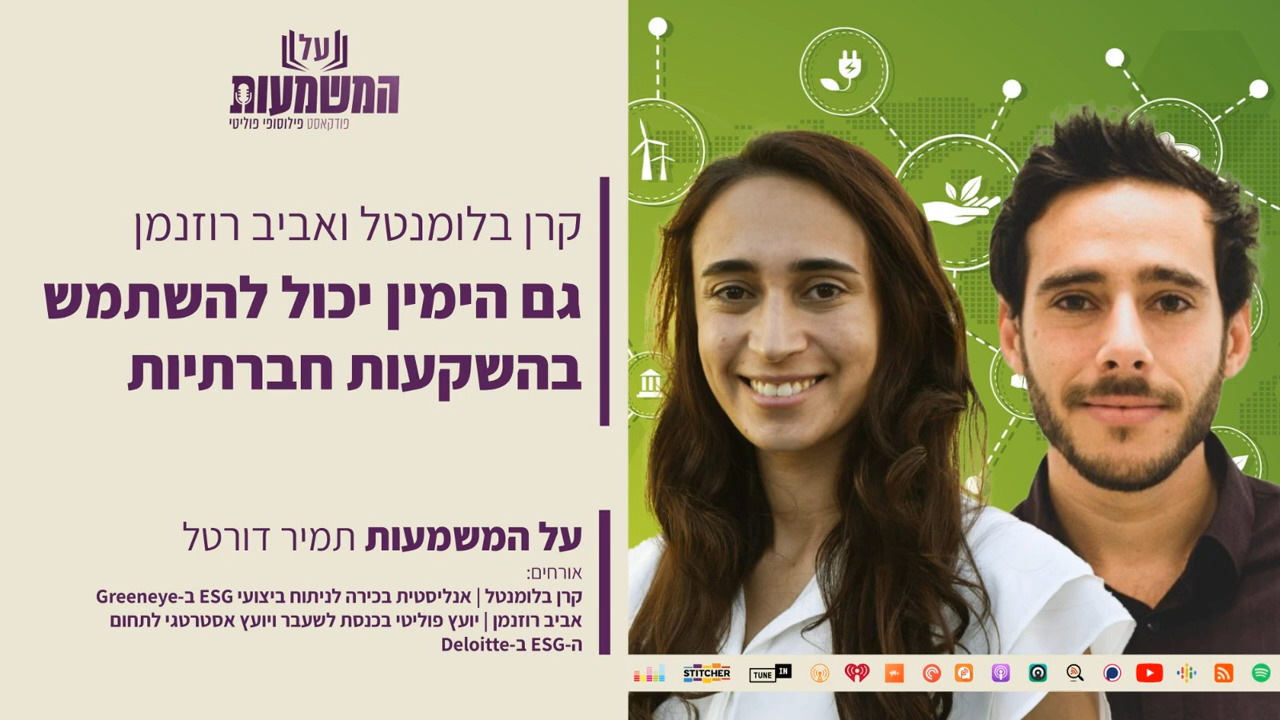 על
המשמעות
פודקאסט פילוסופי פוליטי
קרן בלומנטל ואביב רוזנמן
גם הימין יכול להשתמש
בהשקעות חברתיות
על המשמעות תמיר דורטל
אורחים:
קרן בלומנטל | אנליסטית בכירה לניתוח ביצועי ESG ב-Greeneye
אביב רוזנמן | יועץ פוליטי בכנסת לשעבר ויועץ אסטרטגי לתחום
ה-ESG ב-Deloitte
STITCHER TUNE IN